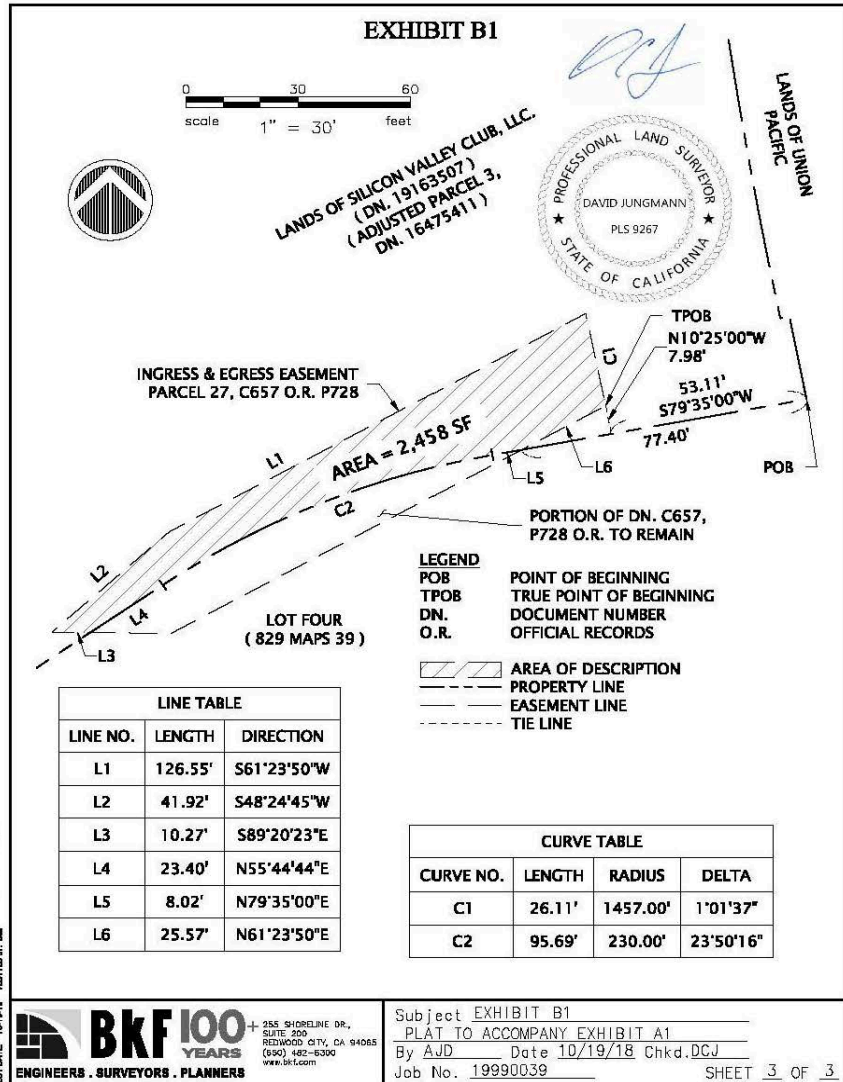 EXHIBIT B1
0 30 60
scale 1" = 30' feet
LANDS OF SILICON VALLEY CLUB, LLC.
( DN. 19163507 )
( ADJUSTED PARCEL 3,
DN. 16475411 )
PROFESSIONAL LAND SURVEYOR
DAVID JUNGMANN
PLS 9267
STATE OF CALIFORNIA
LANDS OF UNION
PACIFIC
TPOB
N10°25'00"W
7.98'
C1
53.11'
S79°35'00"W
77.40'
POB
INGRESS & EGRESS EASEMENT
PARCEL 27, C657 O.R. P728
AREA = 2,458 SF
L1
L2
L3
L4
C2
L5
L6
PORTION OF DN. C657,
P728 O.R. TO REMAIN
LOT FOUR
( 829 MAPS 39 )
LEGEND
POB POINT OF BEGINNING
TPOB TRUE POINT OF BEGINNING
DN. DOCUMENT NUMBER
O.R. OFFICIAL RECORDS
AREA OF DESCRIPTION
PROPERTY LINE
EASEMENT LINE
TIE LINE
LINE TABLE
LINE NO. LENGTH DIRECTION
L1 126.55' S61°23'50"W
L2 41.92' S48°24'45"W
L3 10.27' S89°20'23"E
L4 23.40' N55°44'44"E
L5 8.02' N79°35'00"E
L6 25.57' N61°23'50"E
CURVE TABLE
CURVE NO. LENGTH RADIUS DELTA
C1 26.11' 1457.00' 1°01'37"
C2 95.69' 230.00' 23°50'16"
BKF 100+ YEARS
ENGINEERS . SURVEYORS . PLANNERS
255 SHORELINE DR.,
SUITE 200
REDWOOD CITY, CA 94065
(650) 482-6300
www.bkf.com
Subject EXHIBIT B1
PLAT TO ACCOMPANY EXHIBIT A1
By AJD Date 10/19/18 Chkd.DCJ
Job No. 19990039 SHEET 3 OF 3